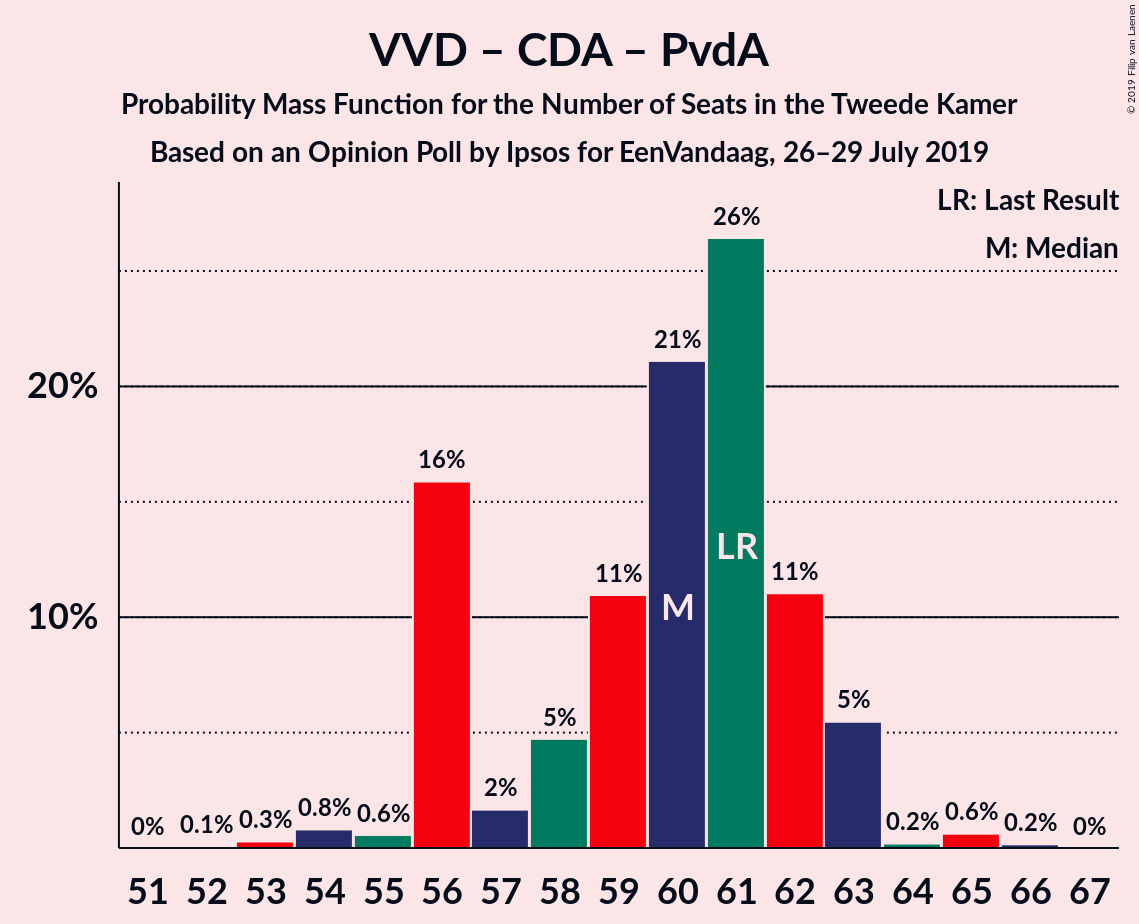 VVD – CDA – PvdA
Probability Mass Function for the Number of Seats in the Tweede Kamer
Based on an Opinion Poll by Ipsos for EenVandaag, 26–29 July 2019
© 2019 Filip van Laenen
LR: Last Result
M: Median
26%
21%
20%
16%
LR
11%
11%
M
10%
5%
5%
2%
0%
0.1%
0.3%
0.8%
0.6%
0.2%
0.6%
0.2%
0%
51 52 53 54 55 56 57 58 59 60 61 62 63 64 65 66 67